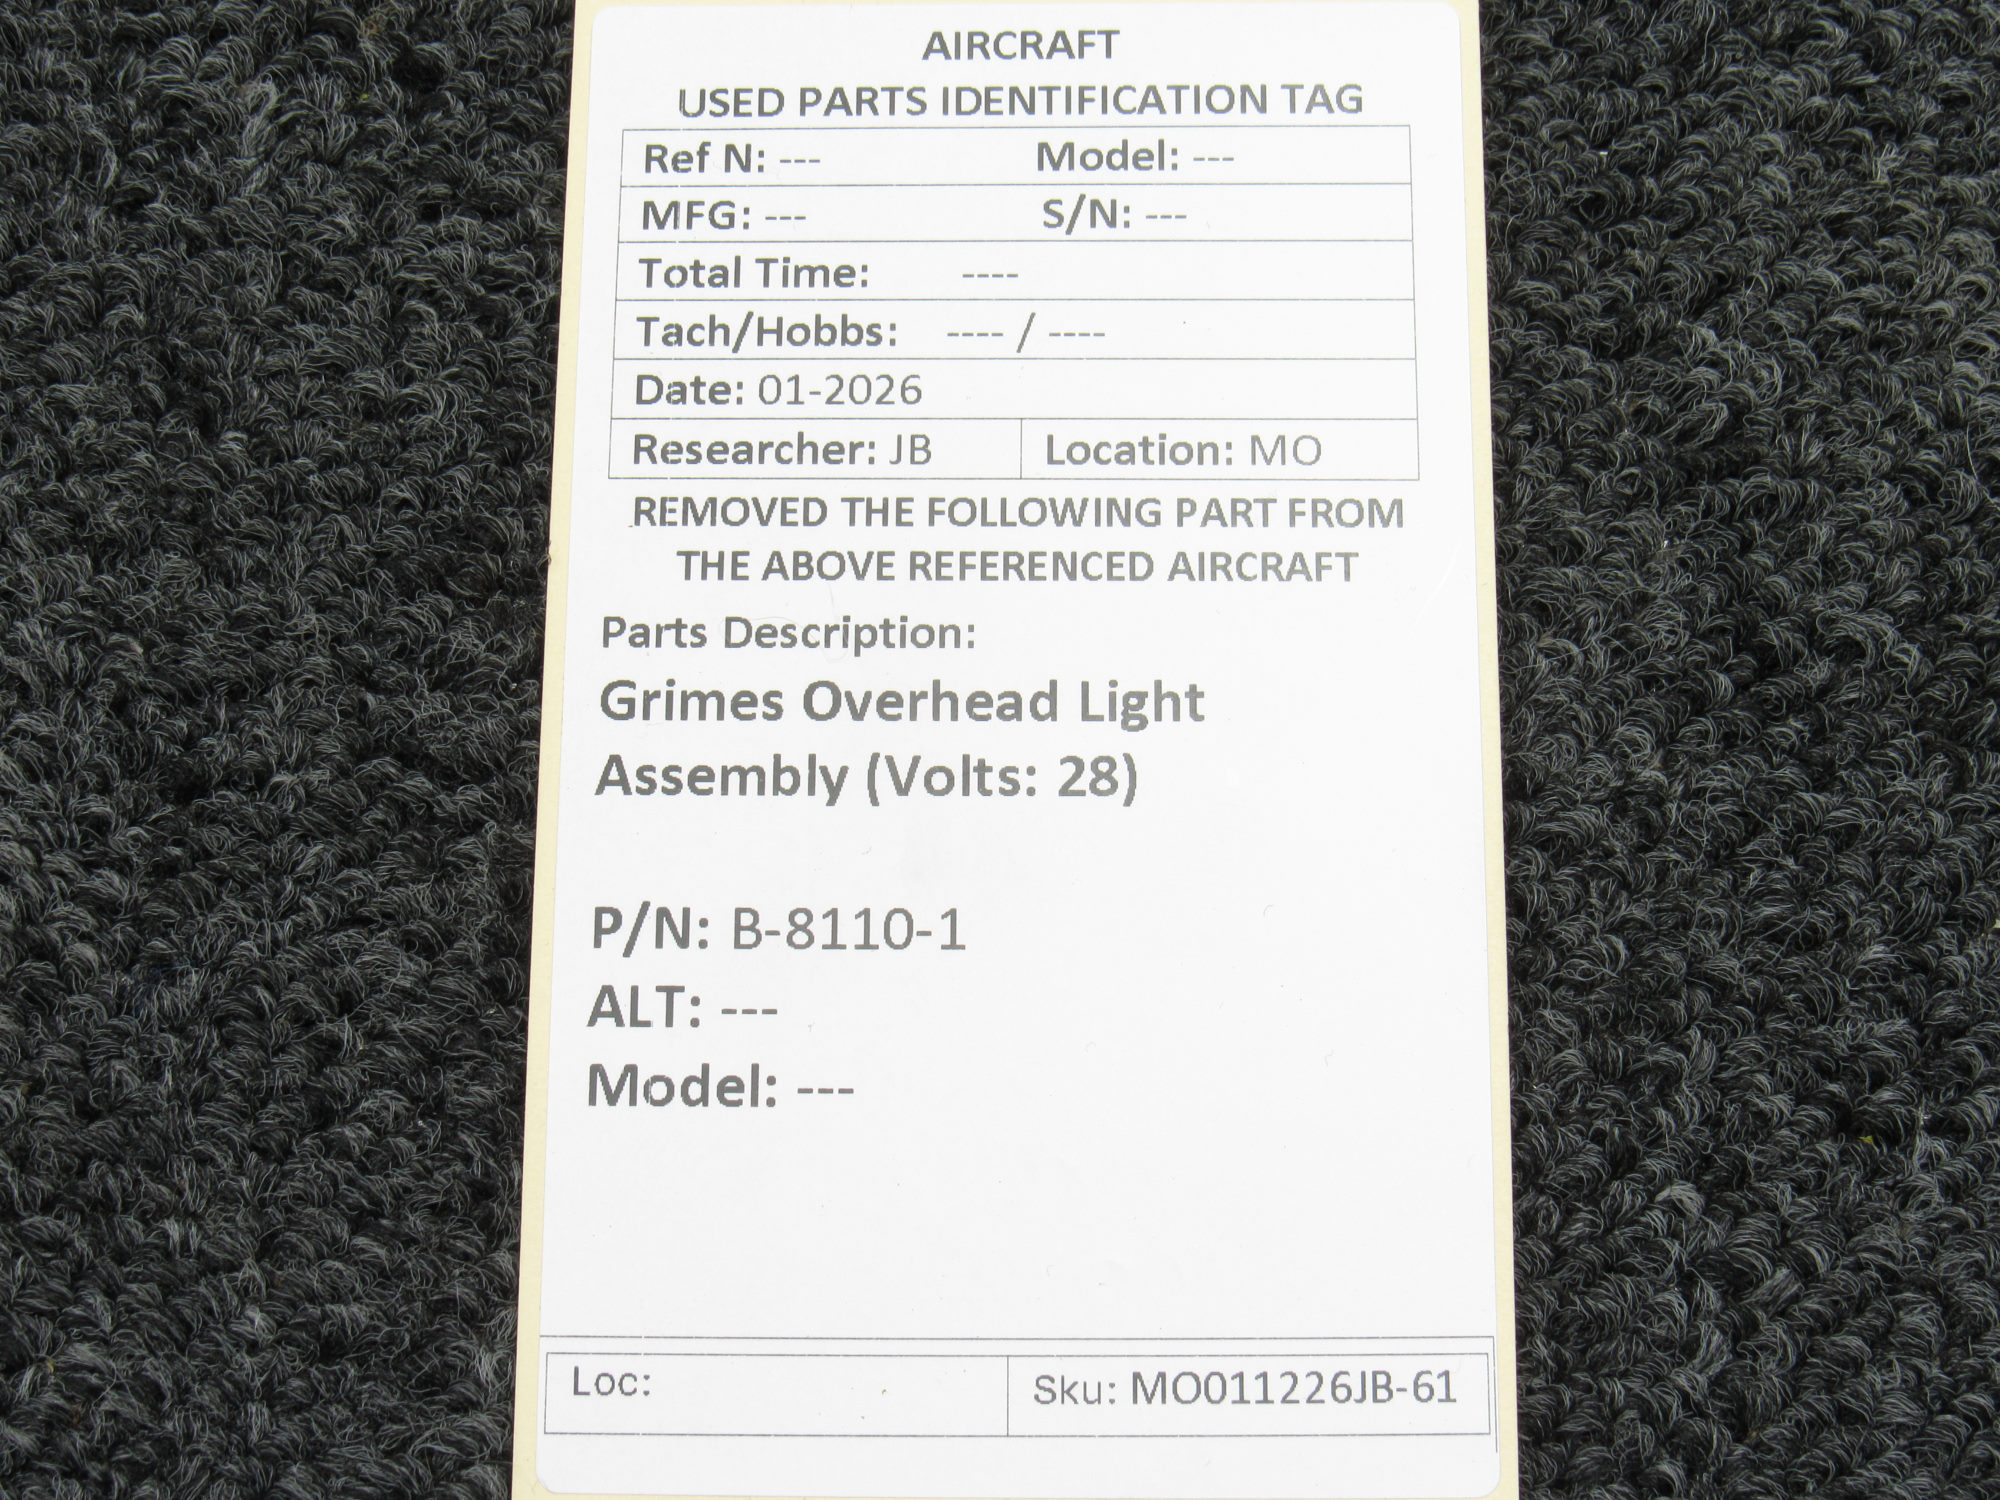 AIRCRAFT
USED PARTS IDENTIFICATION TAG
Ref N: --- Model: ---
MFG: --- S/N: ---
Total Time: ----
Tach/Hobbs: ---- / ----
Date: 01-2026
Researcher: JB Location: MO
REMOVED THE FOLLOWING PART FROM
THE ABOVE REFERENCED AIRCRAFT
Parts Description:
Grimes Overhead Light
Assembly (Volts: 28)
P/N: B-8110-1
ALT: ---
Model: ---
Loc: Sku: MO011226JB-61